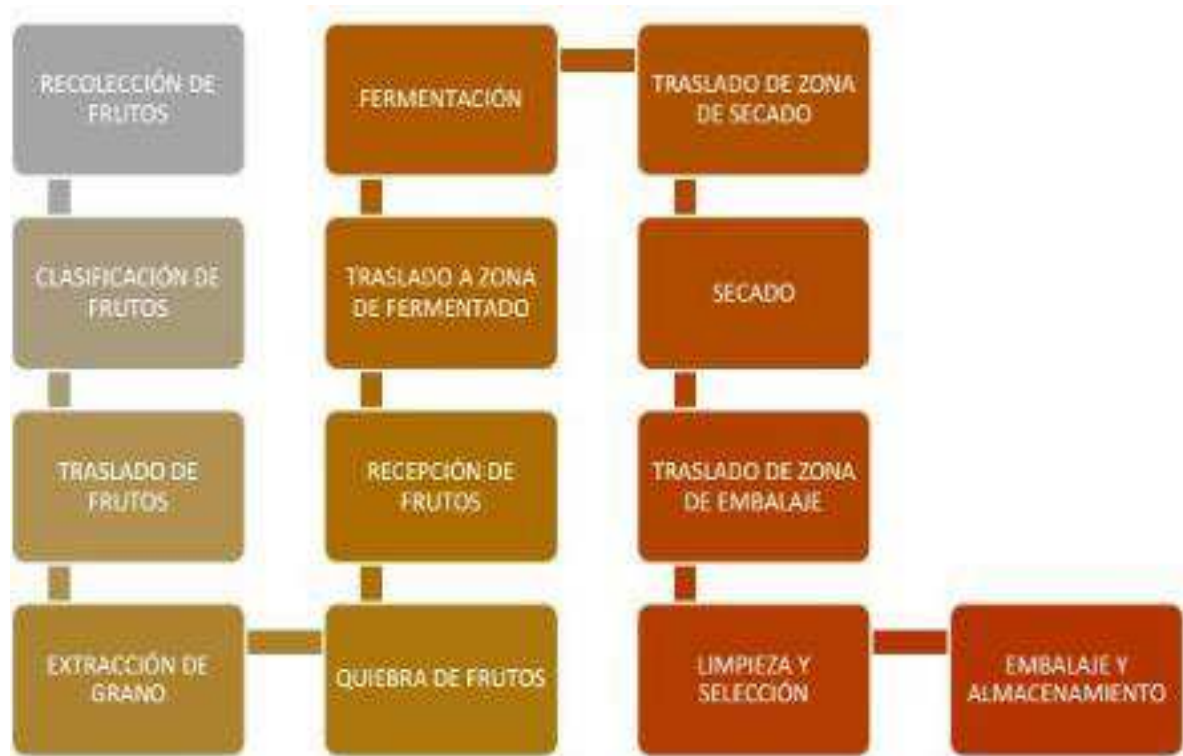 RECOLECCIÓN DE
FRUTOS
CLASIFICACIÓN DE
FRUTOS
TRASLADO DE
FRUTOS
EXTRACCIÓN DE
GRANO
QUIEBRA DE FRUTOS
RECEPCIÓN DE
FRUTOS
TRASLADO A ZONA
DE FERMENTADO
FERMENTACIÓN
TRASLADO DE ZONA
DE SECADO
SECADO
TRASLADO DE ZONA
DE EMBALAJE
LIMPIEZA Y
SELECCIÓN
EMBALAJE Y
ALMACENAMIENTO